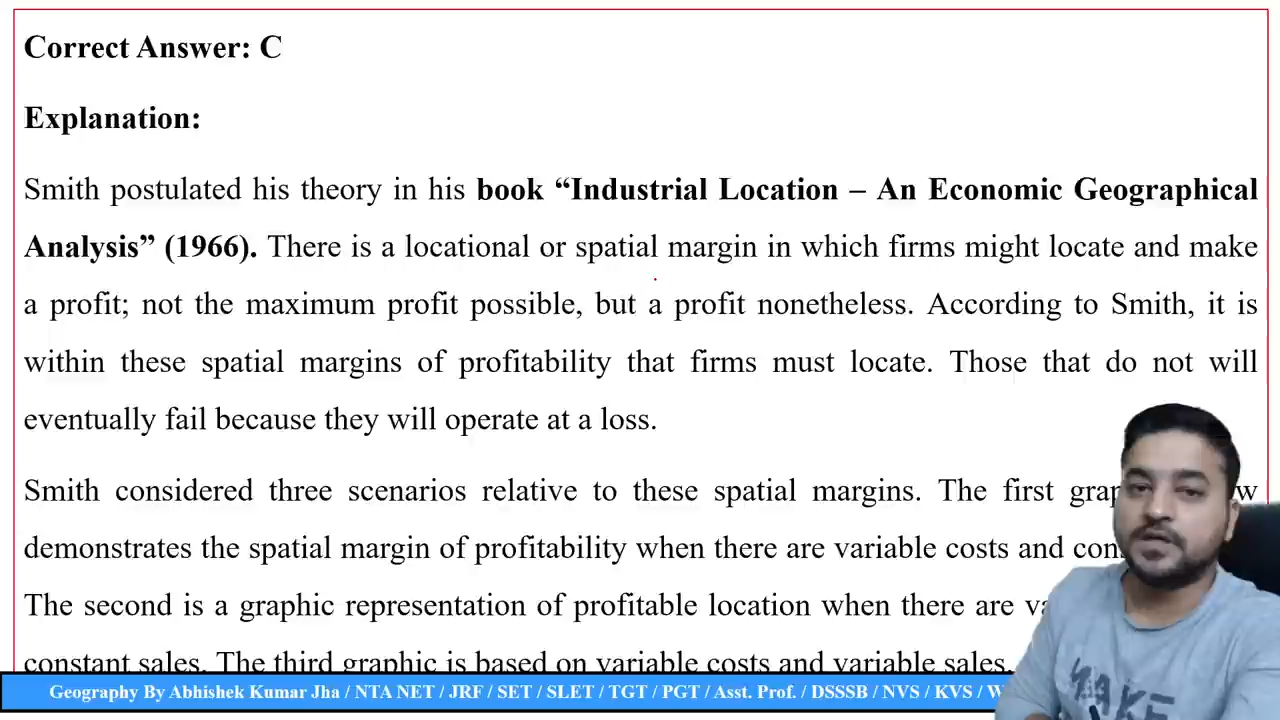 Correct Answer: C
Explanation:
Smith postulated his theory in his book “Industrial Location – An Economic Geographical
Analysis” (1966). There is a locational or spatial margin in which firms might locate and make
a profit; not the maximum profit possible, but a profit nonetheless. According to Smith, it is
within these spatial margins of profitability that firms must locate. Those that do not will
eventually fail because they will operate at a loss.
Smith considered three scenarios relative to these spatial margins. The first
demonstrates the spatial margin of profitability when there are variable costs and
The second is a graphic representation of profitable location when there are
constant sales. The third graphic is based on variable costs and variable sales.
Geography By Abhishek Kumar Jha / NTA NET / JRF / SET / SLET / TGT / PGT / Asst. Prof. / DSSSB / NVS / KVS /
MAKE